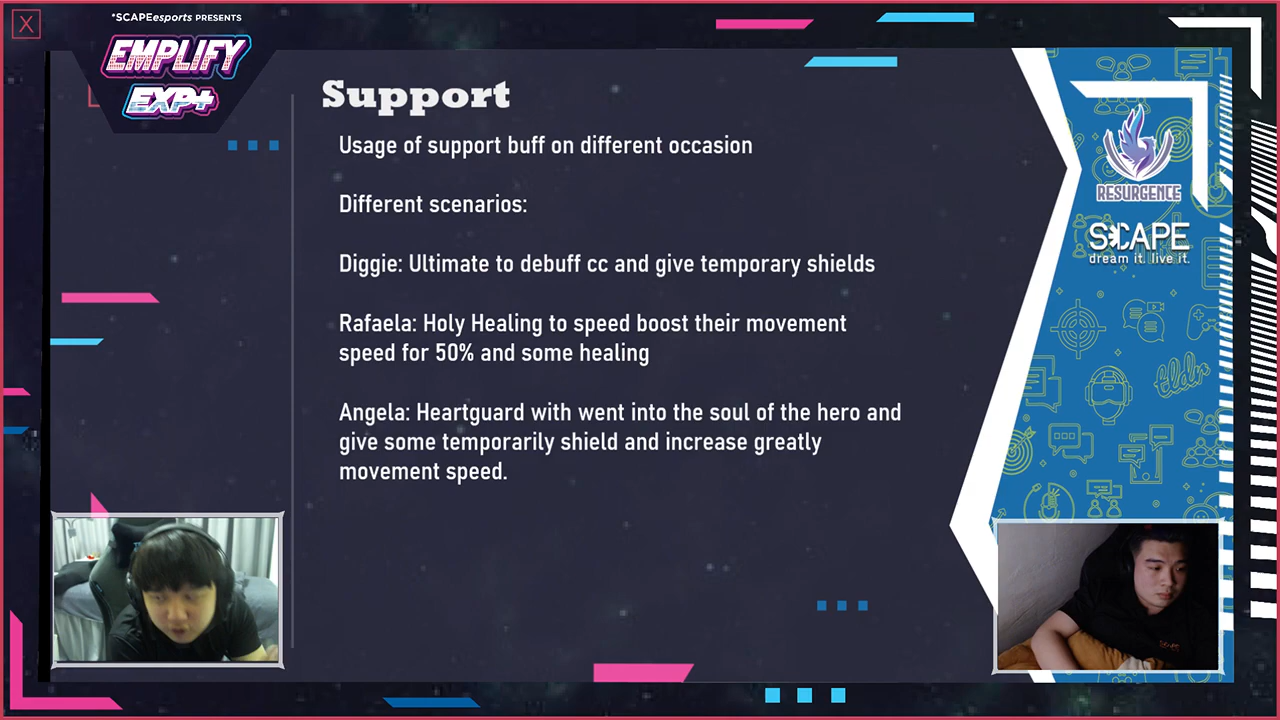 *SCAPEesports PRESENTS
EMPLIFY
EXP+
Support
Usage of support buff on different occasion
Different scenarios:
Diggie: Ultimate to debuff cc and give temporary shields
Rafaela: Holy Healing to speed boost their movement
speed for 50% and some healing
Angela: Heartguard with went into the soul of the hero and
give some temporarily shield and increase greatly
movement speed.
RESURGENCE
S*CAPE
dream it. live it.
tldr